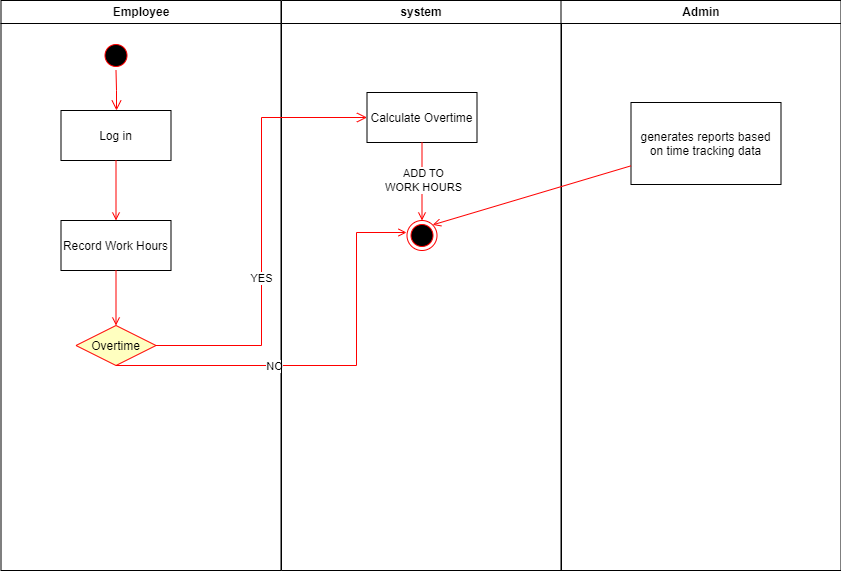 Employee
system
Admin
Log in
Record Work Hours
Overtime
YES
NO
Calculate Overtime
ADD TO
WORK HOURS
generates reports based
on time tracking data